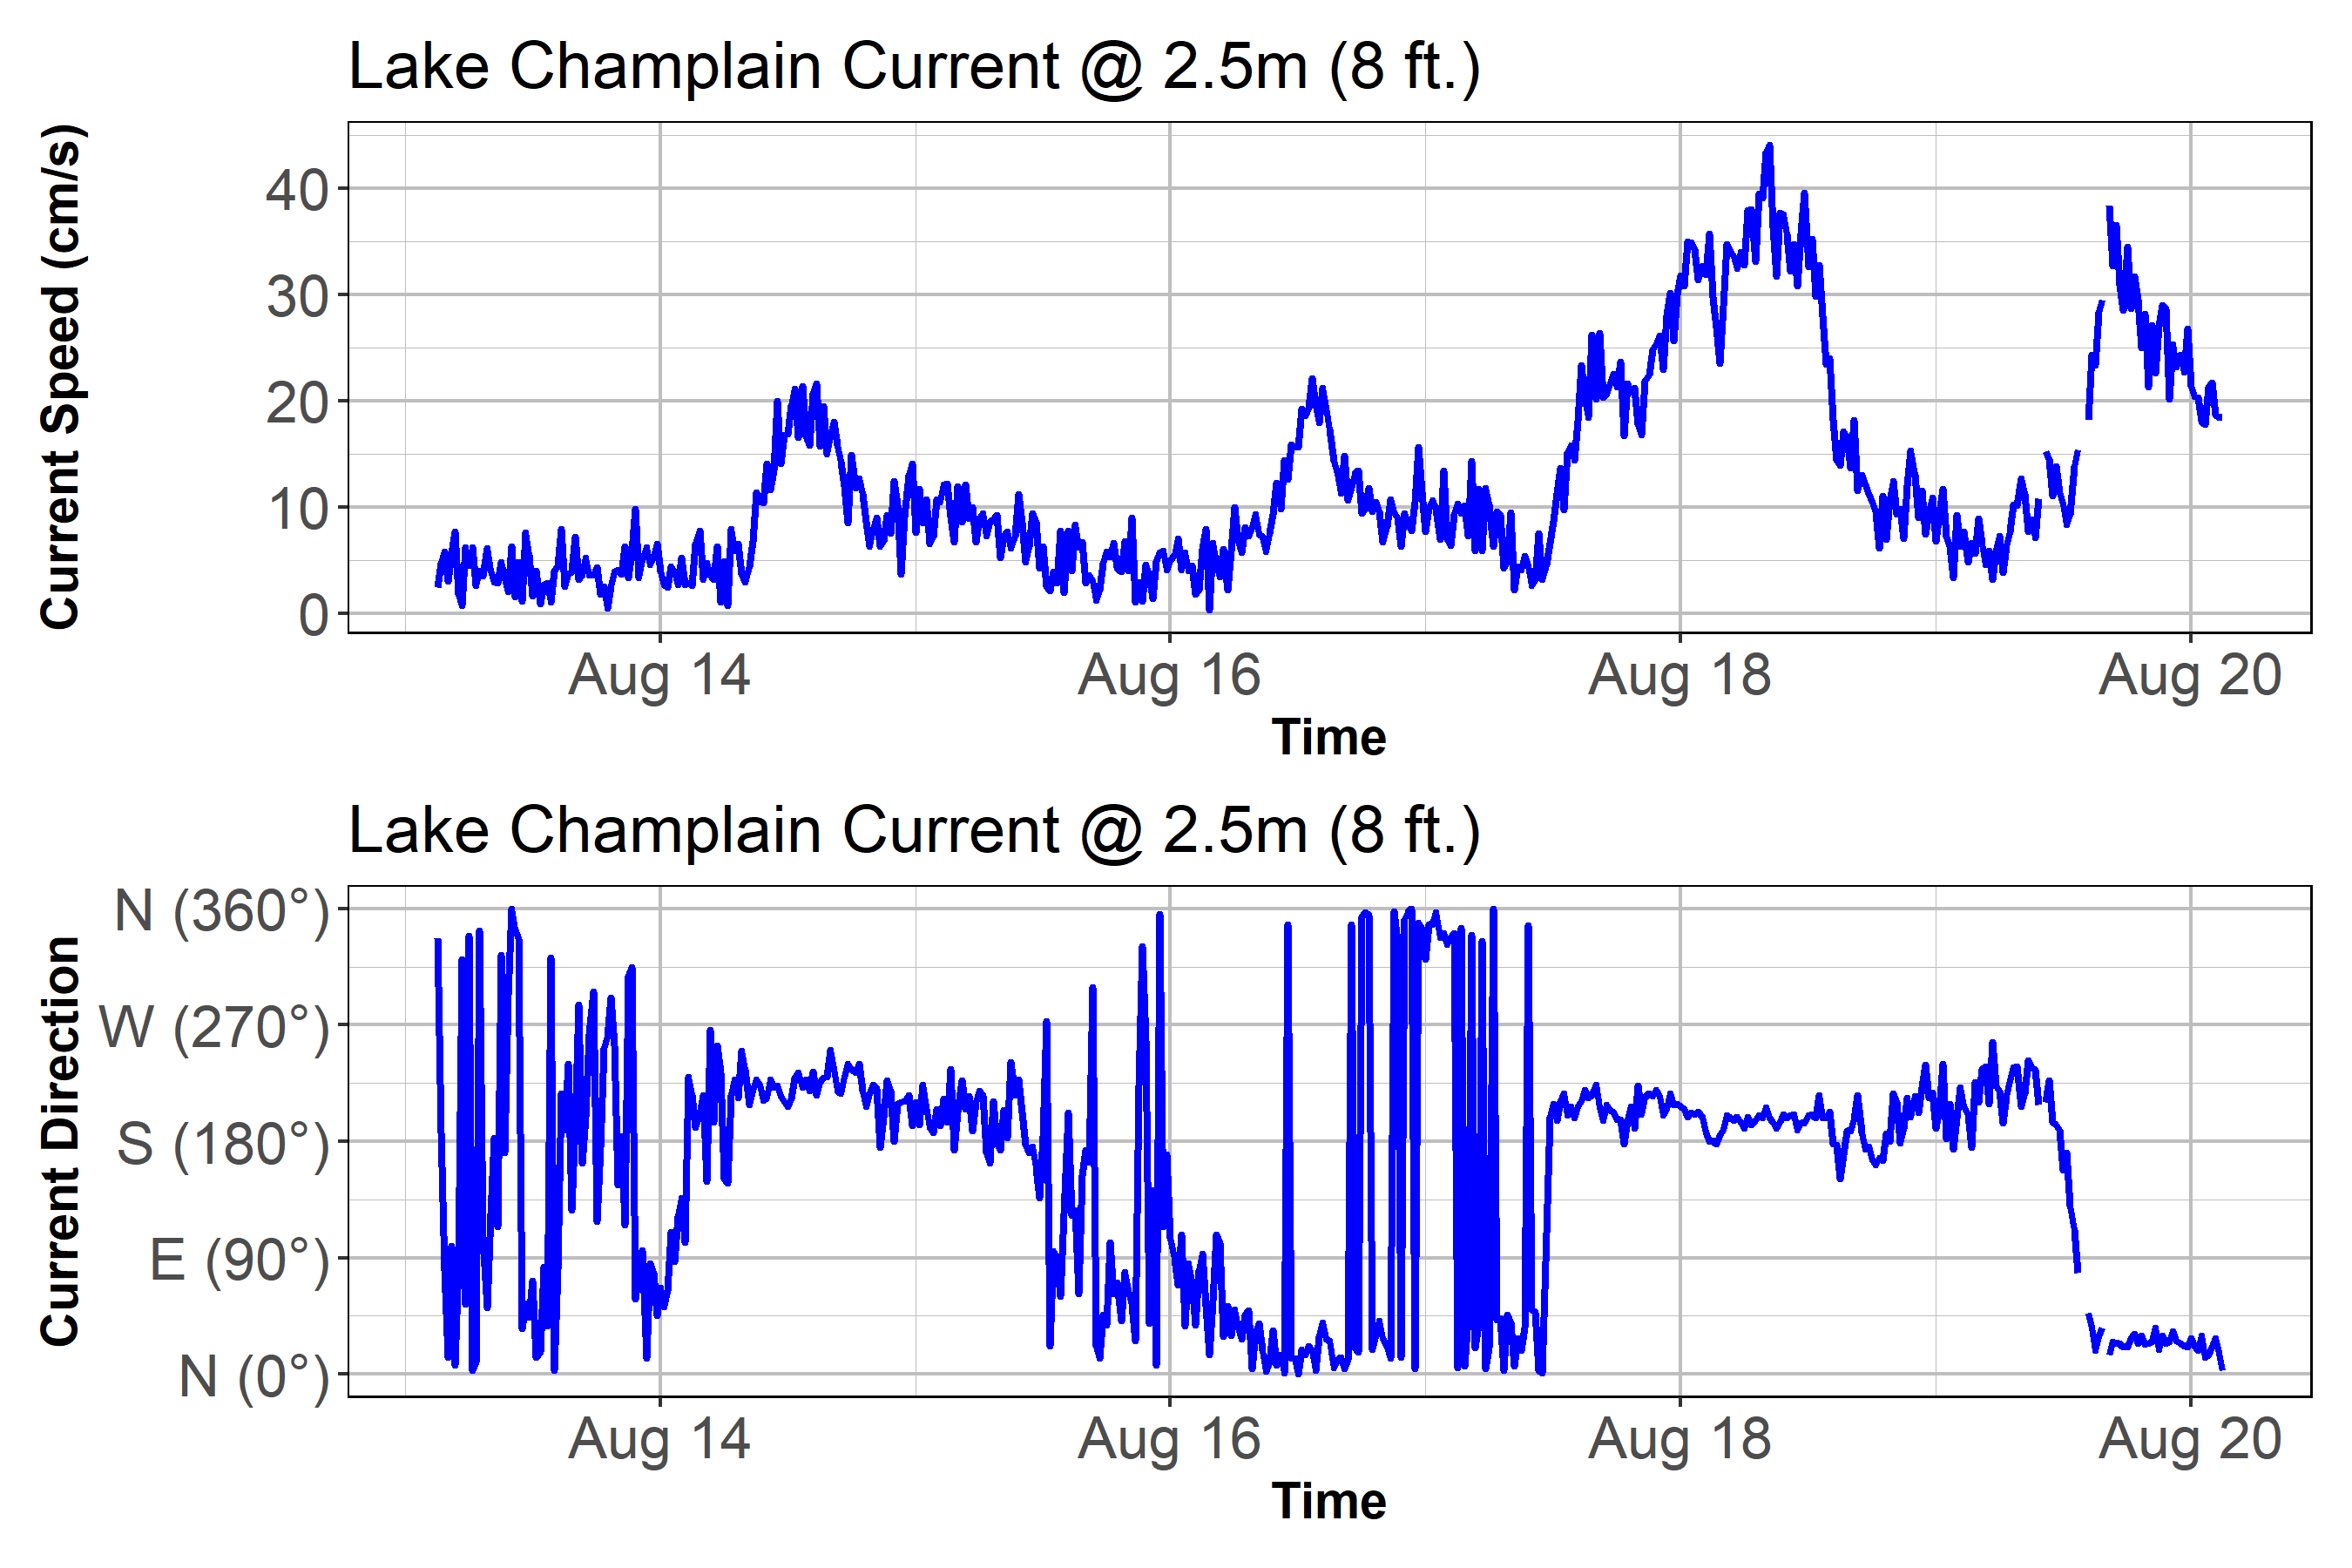 Lake Champlain Current @ 2.5m (8 ft.)
Current Speed (cm/s)
40
30
20
10
0
Aug 14 Aug 16 Aug 18 Aug 20
Time
Lake Champlain Current @ 2.5m (8 ft.)
Current Direction
N (360°)
W (270°)
S (180°)
E (90°)
N (0°)
Aug 14 Aug 16 Aug 18 Aug 20
Time